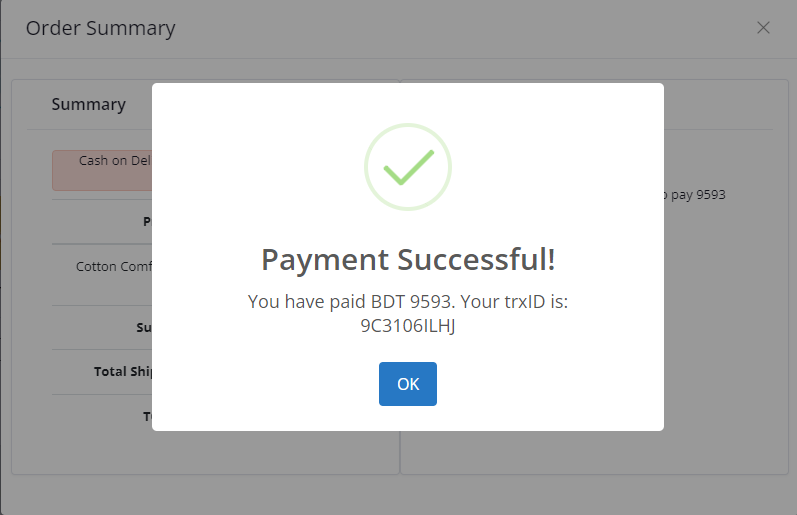 Order Summary
Summary
Cash on Del
pay 9593
Cotton Comf
Su
Total Ship
Payment Successful!
You have paid BDT 9593. Your trxID is:
9C3106ILHJ
OK